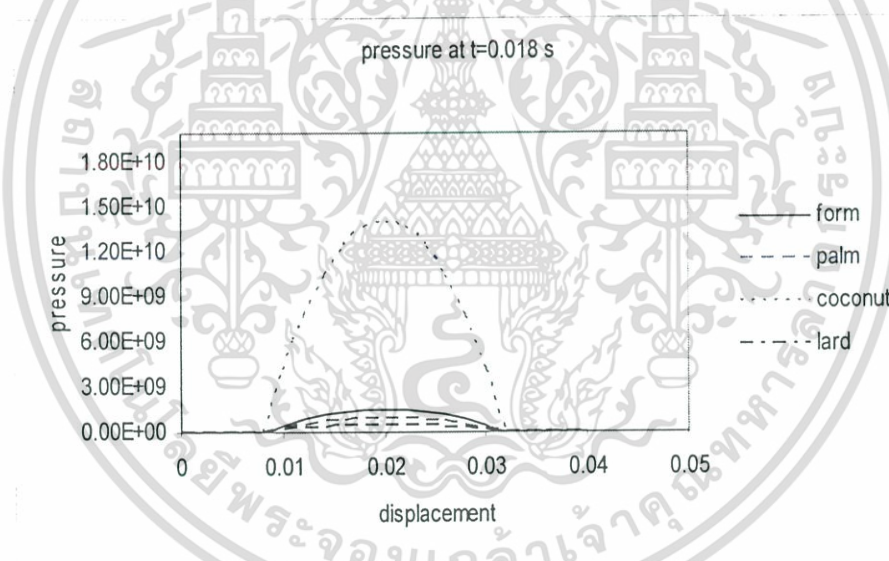 pressure at t=0.018 s
pressure
1.80E+10
1.50E+10
1.20E+10
9.00E+09
6.00E+09
3.00E+09
0.00E+00
0
0.01
0.02
0.03
0.04
0.05
displacement
form
palm
coconut
lard